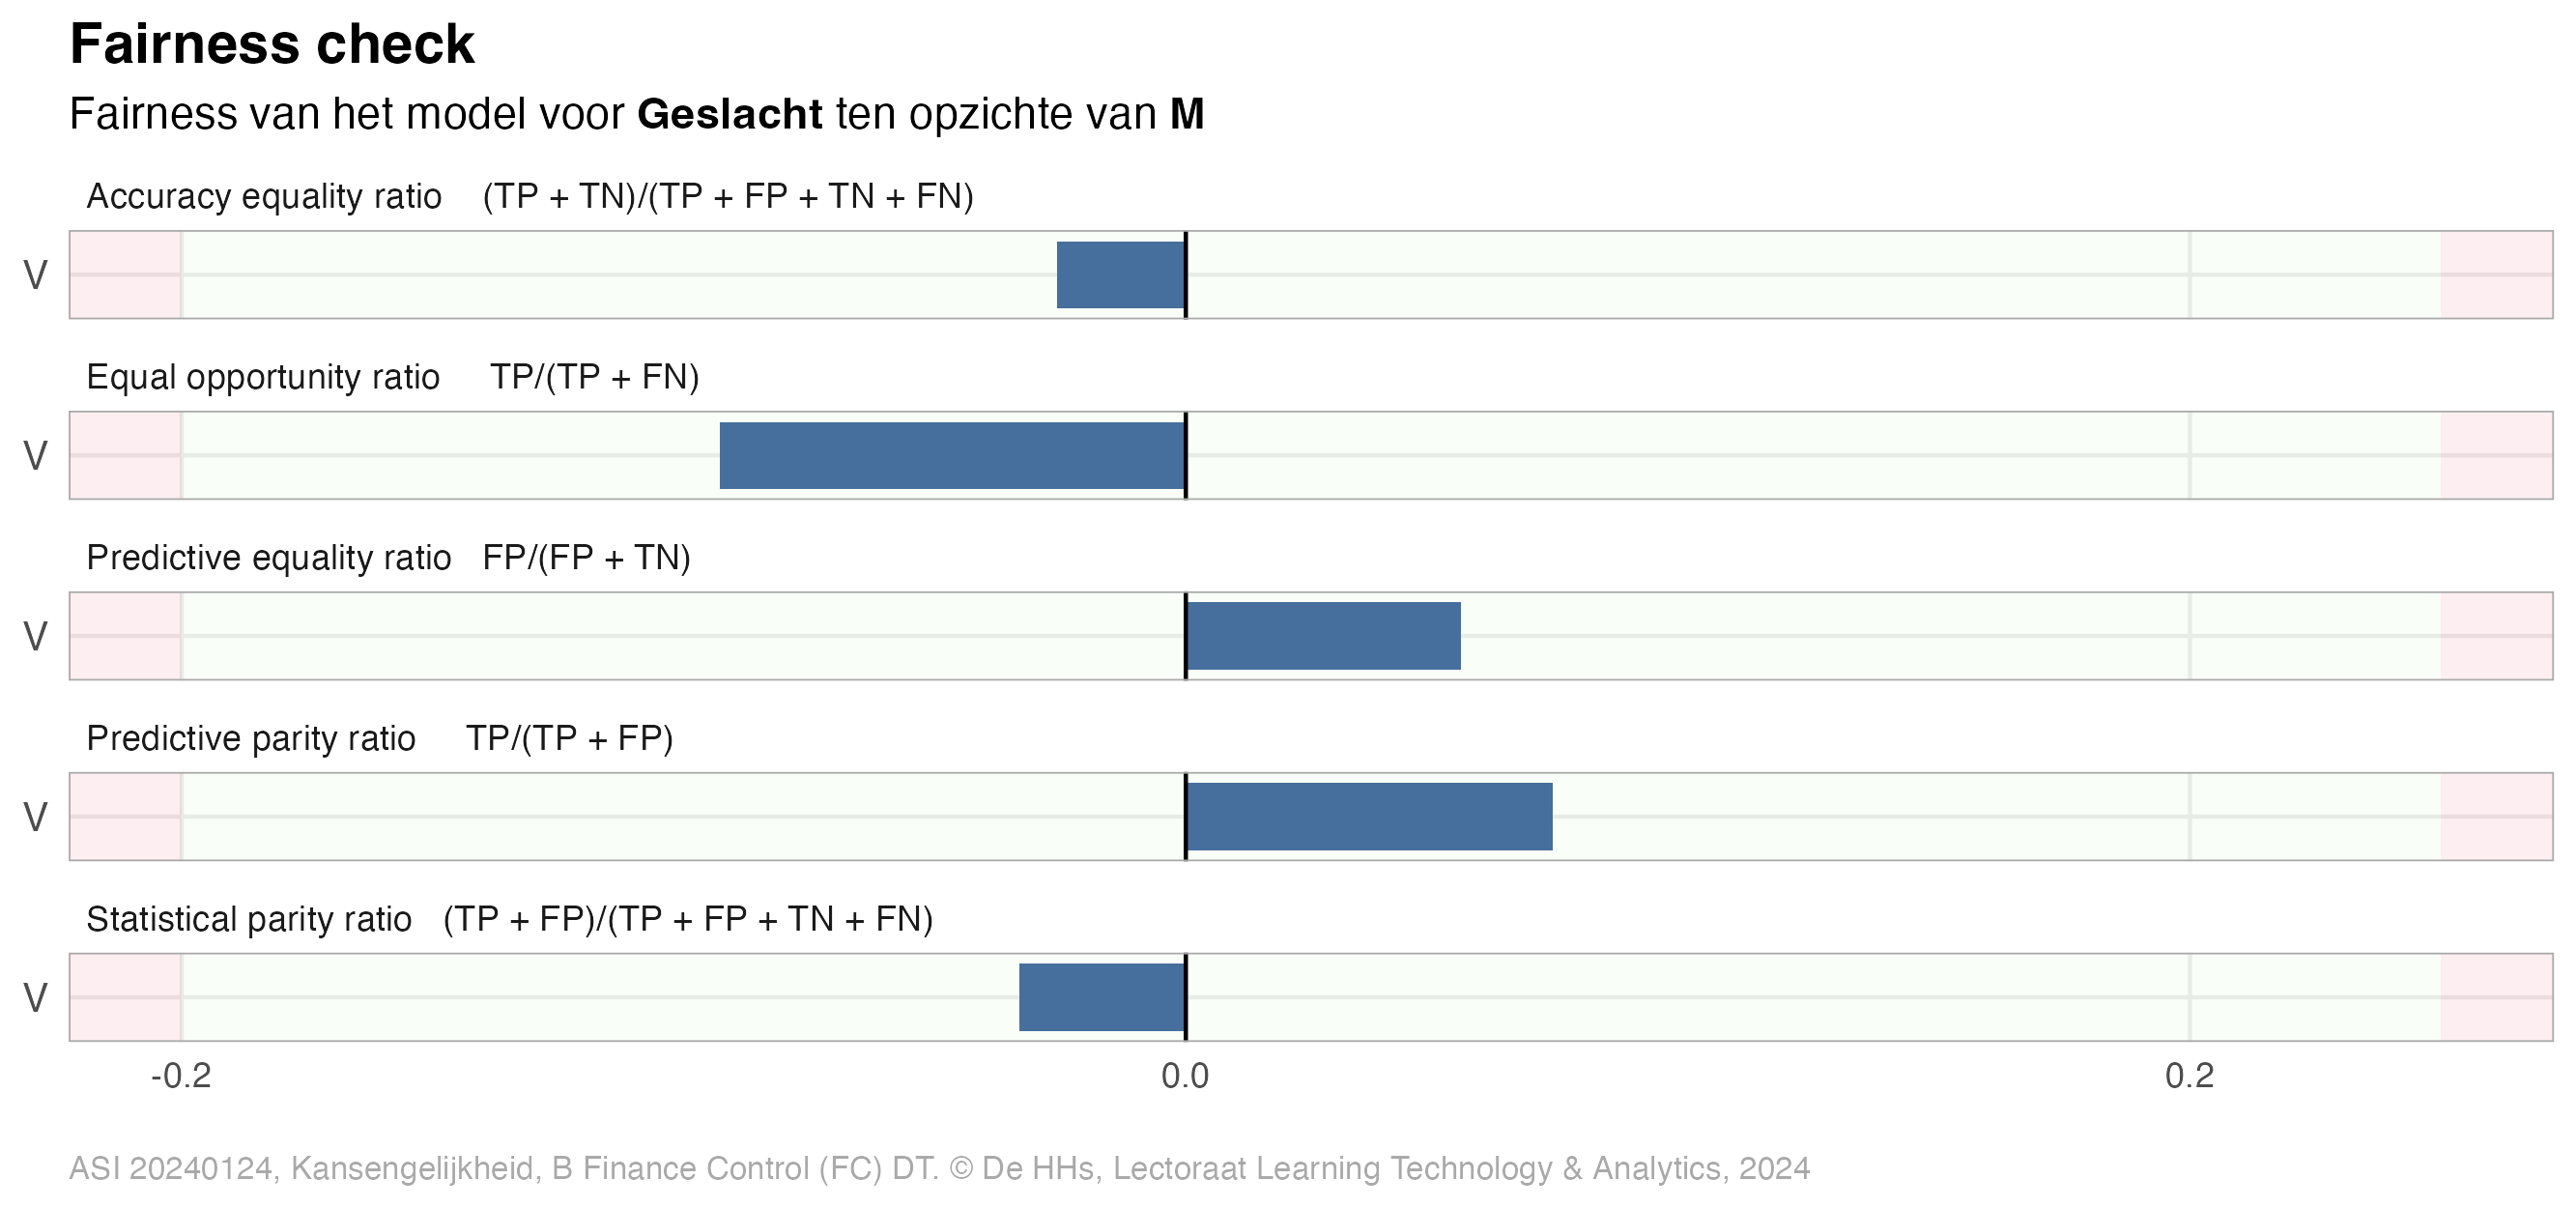 Fairness check
Fairness van het model voor Geslacht ten opzichte van M
Accuracy equality ratio (TP + TN)/(TP + FP + TN + FN)
V
Equal opportunity ratio TP/(TP + FN)
V
Predictive equality ratio FP/(FP + TN)
V
Predictive parity ratio TP/(TP + FP)
V
Statistical parity ratio (TP + FP)/(TP + FP + TN + FN)
V
-0.2 0.0 0.2
ASI 20240124, Kansengelijkheid, B Finance Control (FC) DT. © De HHs, Lectoraat Learning Technology & Analytics, 2024